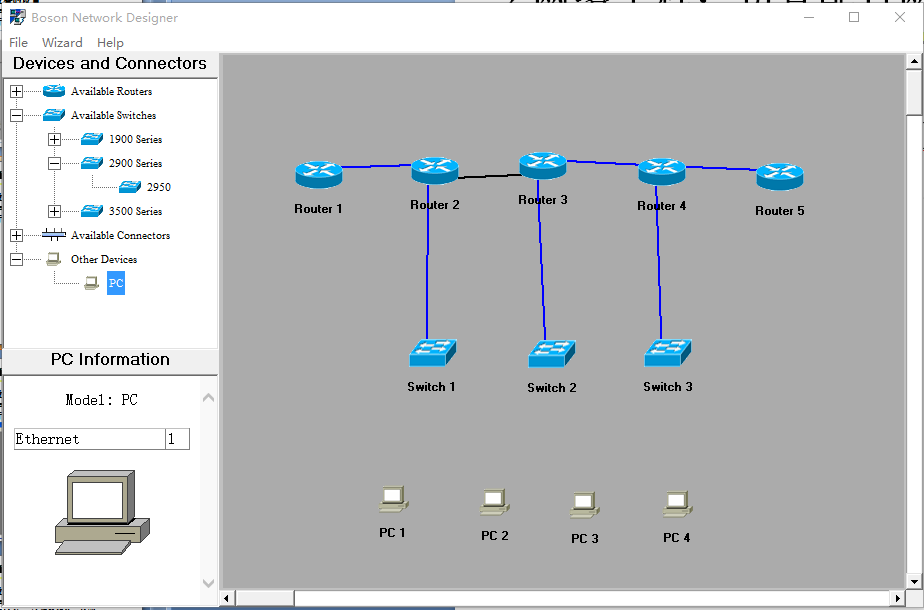 Boson Network Designer
File Wizard Help
Devices and Connectors
Available Routers
Available Switches
1900 Series
2900 Series
2950
3500 Series
Available Connectors
Other Devices
PC
PC Information
Model: PC
Ethernet 1
Router 1
Router 2
Router 3
Router 4
Router 5
Switch 1
Switch 2
Switch 3
PC 1
PC 2
PC 3
PC 4